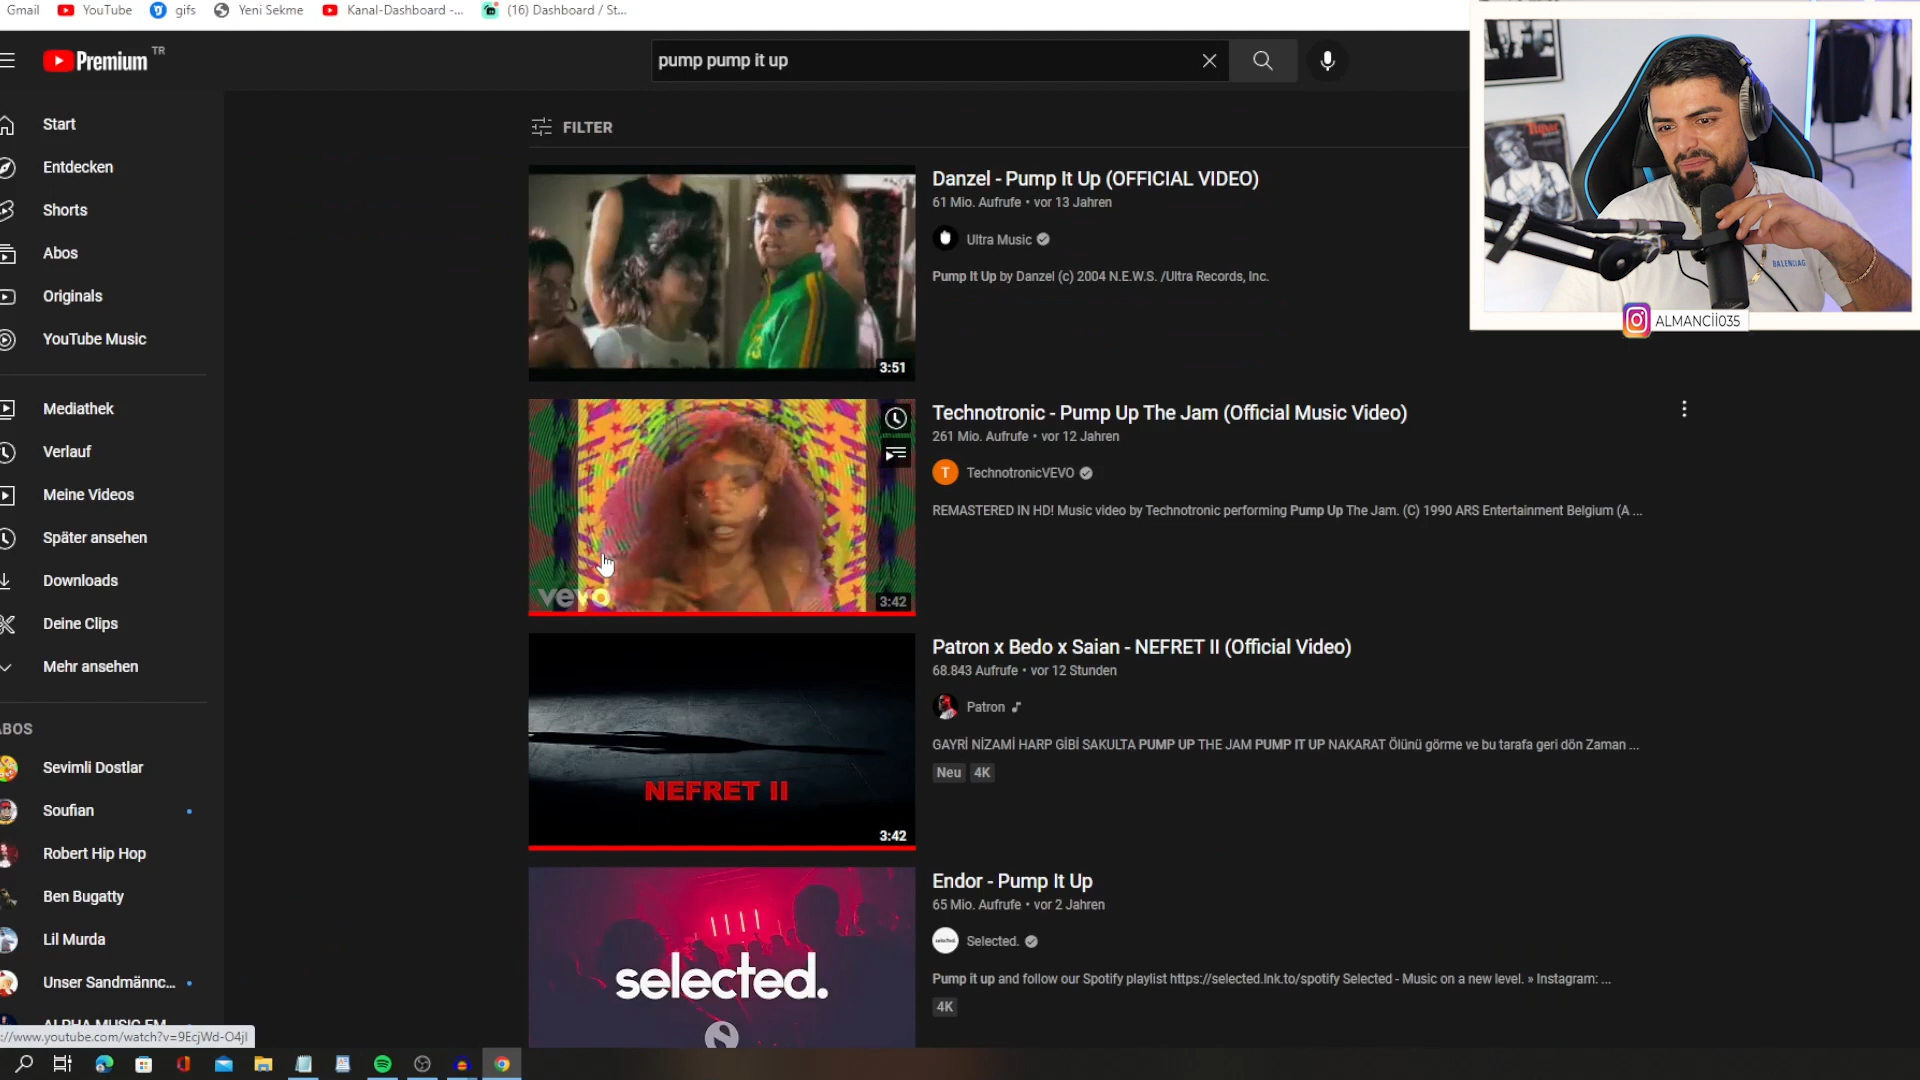 Gmail
YouTube
gifs
Yeni Sekme
Kanal-Dashboard -...
(16) Dashboard / St...
Premium TR
pump pump it up
Start
Entdecken
Shorts
Abos
Originals
YouTube Music
Mediathek
Verlauf
Meine Videos
Später ansehen
Downloads
Deine Clips
Mehr ansehen
ABOS
Sevimli Dostlar
Soufian
Robert Hip Hop
Ben Bugatty
Lil Murda
Unser Sandmännc...
ALPHA MUSIC EM
://www.youtube.com/watch?v=9EcjWd-O4jI
FILTER
3:51
Danzel - Pump It Up (OFFICIAL VIDEO)
61 Mio. Aufrufe • vor 13 Jahren
Ultra Music
Pump It Up by Danzel (c) 2004 N.E.W.S. /Ultra Records, Inc.
vevo
3:42
Technotronic - Pump Up The Jam (Official Music Video)
261 Mio. Aufrufe • vor 12 Jahren
T
TechnotronicVEVO
REMASTERED IN HD! Music video by Technotronic performing Pump Up The Jam. (C) 1990 ARS Entertainment Belgium (A ...
NEFRET II
3:42
Patron x Bedo x Saian - NEFRET II (Official Video)
68.843 Aufrufe • vor 12 Stunden
Patron
GAYRİ NİZAMİ HARP GİBİ SAKULTA PUMP UP THE JAM PUMP IT UP NAKARAT Ölünü görme ve bu tarafa geri dön Zaman ...
Neu
4K
selected.
Endor - Pump It Up
65 Mio. Aufrufe • vor 2 Jahren
selected.
Selected.
Pump it up and follow our Spotify playlist https://selected.lnk.to/spotify Selected - Music on a new level. » Instagram: ...
4K
BALENCIAG
ALMANCİİ035